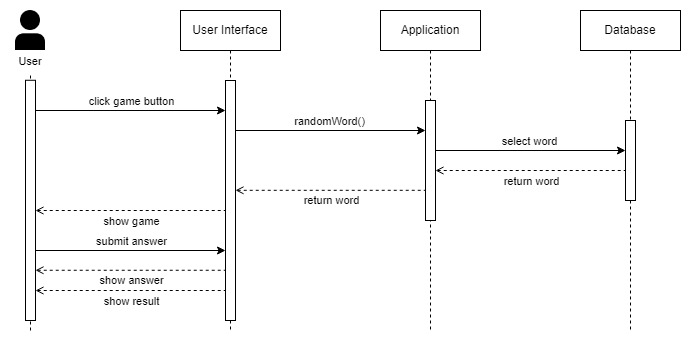 User Interface
Application
Database
User
click game button
randomWord()
select word
return word
return word
show game
submit answer
show answer
show result